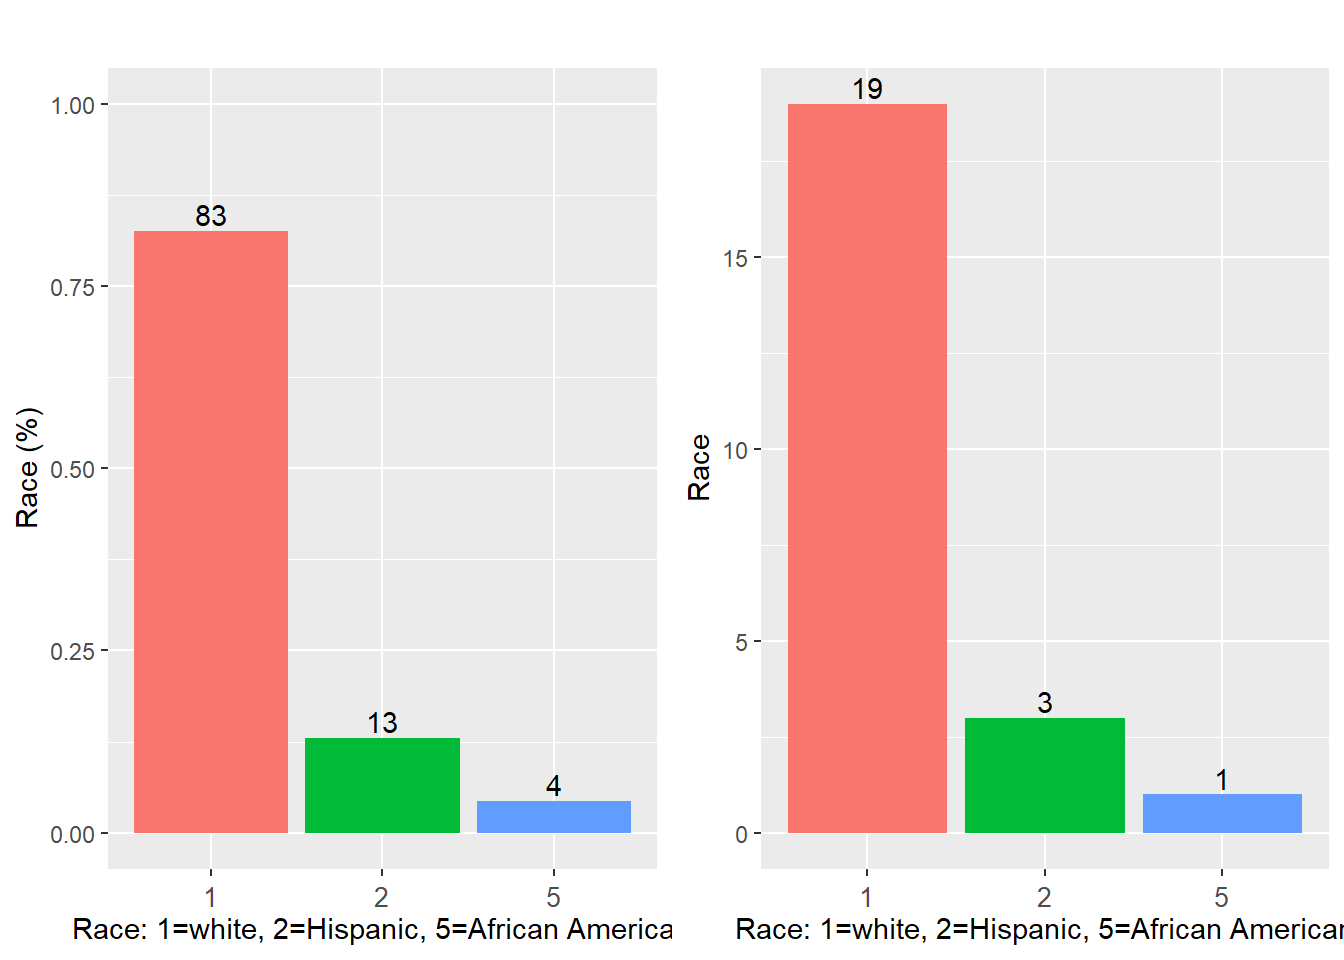 1.00
0.75
0.50
0.25
0.00
Race (%)
83
13
4
1 2 5
Race: 1=white, 2=Hispanic, 5=African America
15
10
5
0
Race
19
3
1
1 2 5
Race: 1=white, 2=Hispanic, 5=African American